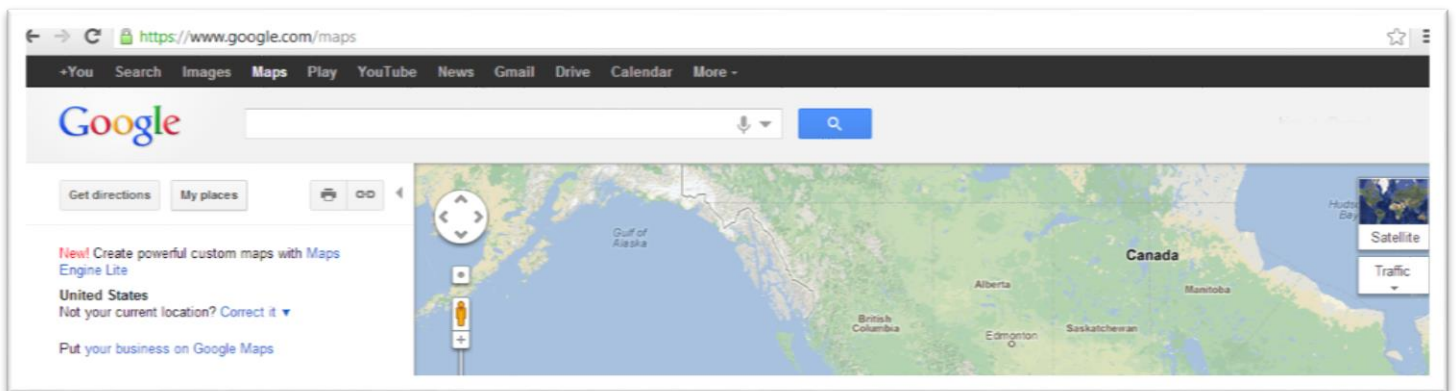 https://www.google.com/maps
+You Search Images Maps Play YouTube News Gmail Drive Calendar More
Google
Get directions My places
New! Create powerful custom maps with Maps
Engine Lite
United States
Not your current location? Correct it
Put your business on Google Maps
Gulf of
Alaska
Canada
Alberta
Manitoba
British
Columbia
Edmonton
Saskatchewan
Bay
Satellite
Traffic